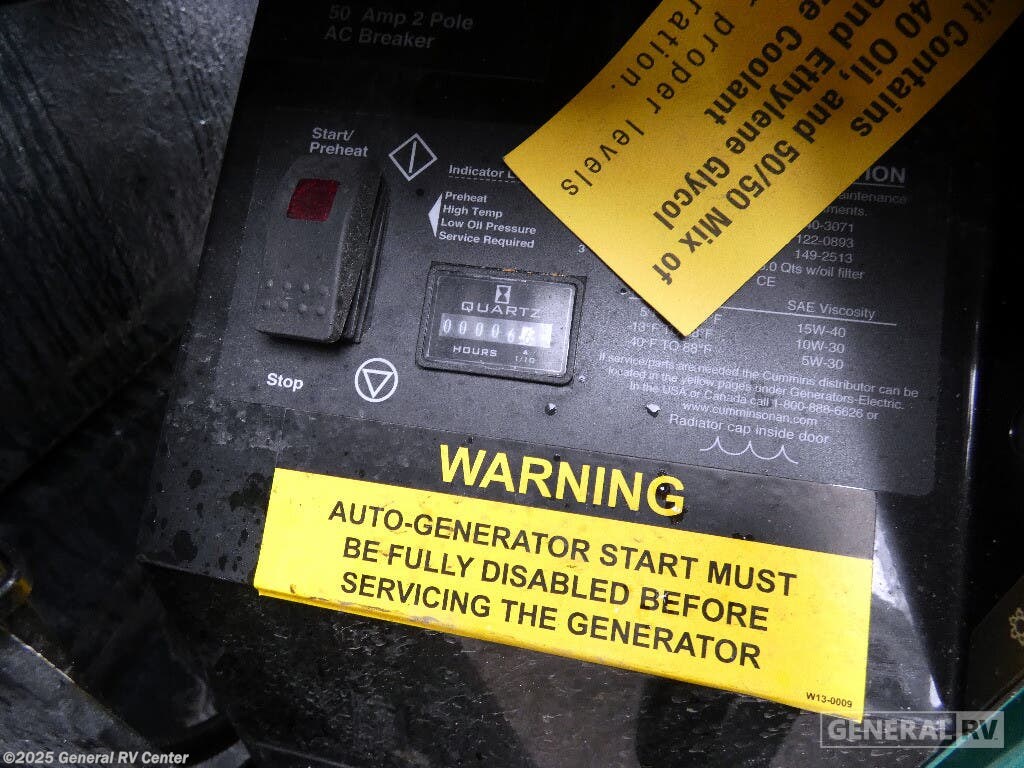 50 Amp 2 Pole
AC Breaker
Contains
40 Oil, and 50/50 Mix of
and Ethylene Glycol
Coolant
proper levels
Start/
Preheat
Indicator
Preheat
High Temp
Low Oil Pressure
Service Required
3
QUARTZ
00006
HOURS
1/10
Stop
122-0893
149-2513
Qts w/oil filter
CE
SAE Viscosity
15W-40
10W-30
5W-30
If service/parts are needed the Cummins distributor can be
located in the yellow pages under Generators-Electric.
In the USA or Canada call 1-800-888-6626 or
www.cumminsonan.com
Radiator cap inside door
WARNING
AUTO-GENERATOR START MUST
BE FULLY DISABLED BEFORE
SERVICING THE GENERATOR
W13-0009
GENERAL RV
©2025 General RV Center